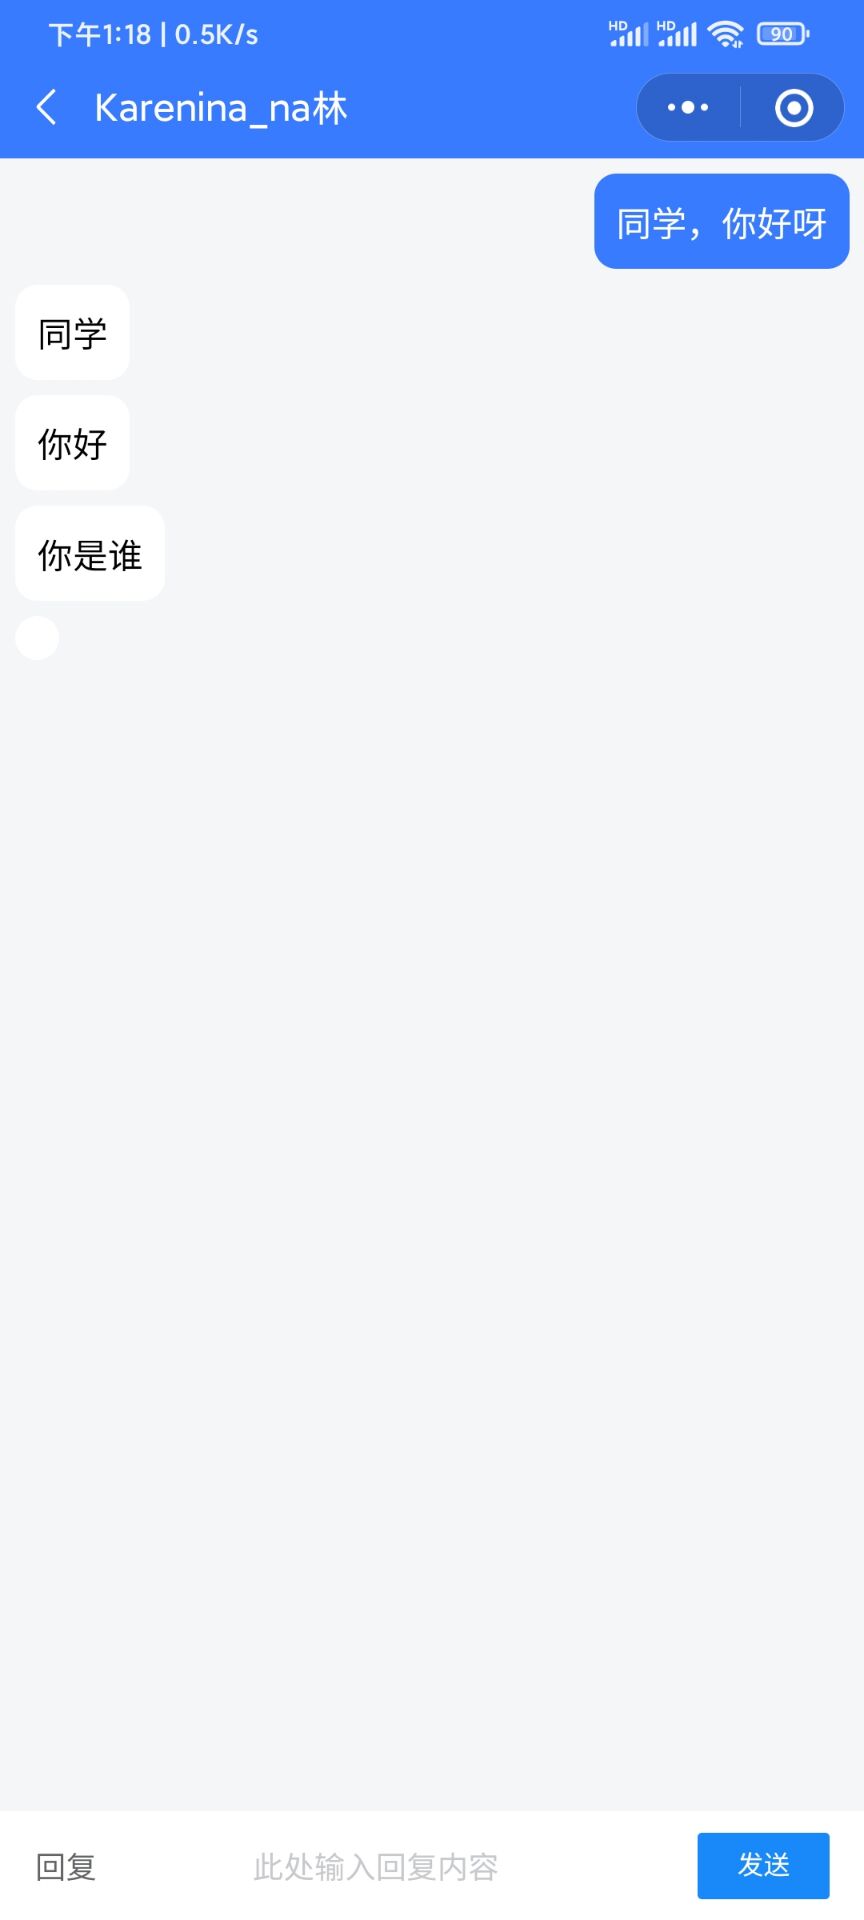 下午1:18 | 0.5K/s
HD HD 90
Karenina_na林
同学，你好呀
同学
你好
你是谁
回复 此处输入回复内容 发送